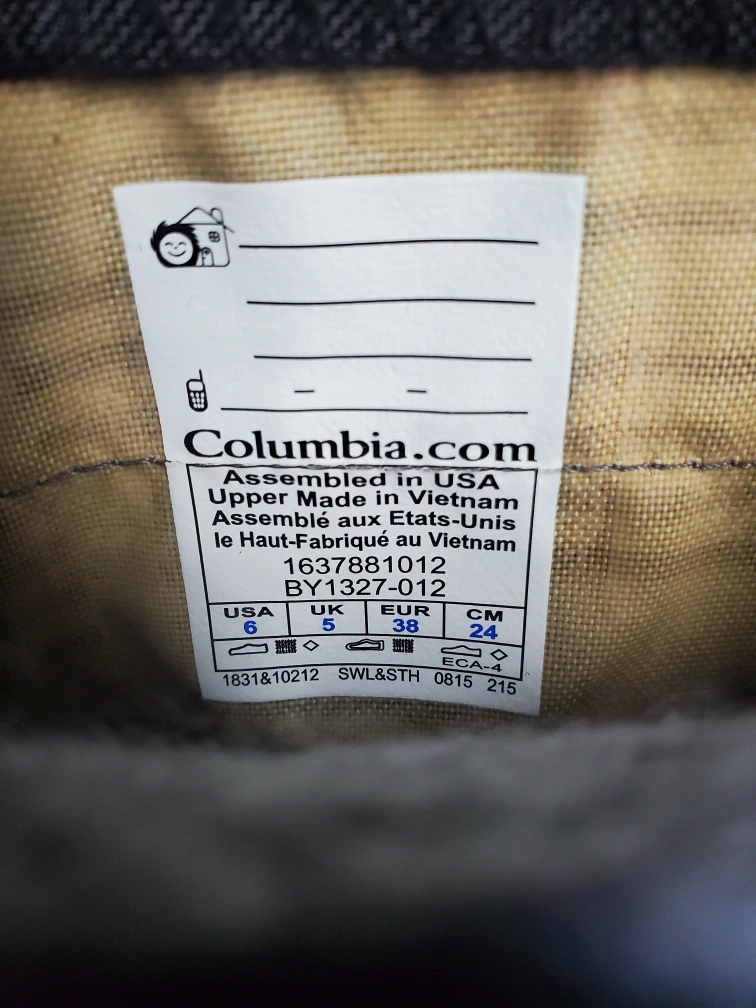 Columbia.com
Assembled in USA
Upper Made in Vietnam
Assemblé aux Etats-Unis
le Haut-Fabriqué au Vietnam
1637881012
BY1327-012
USA UK EUR CM
6 5 38 24
ECA-4
1831&10212 SWL&STH 0815 215